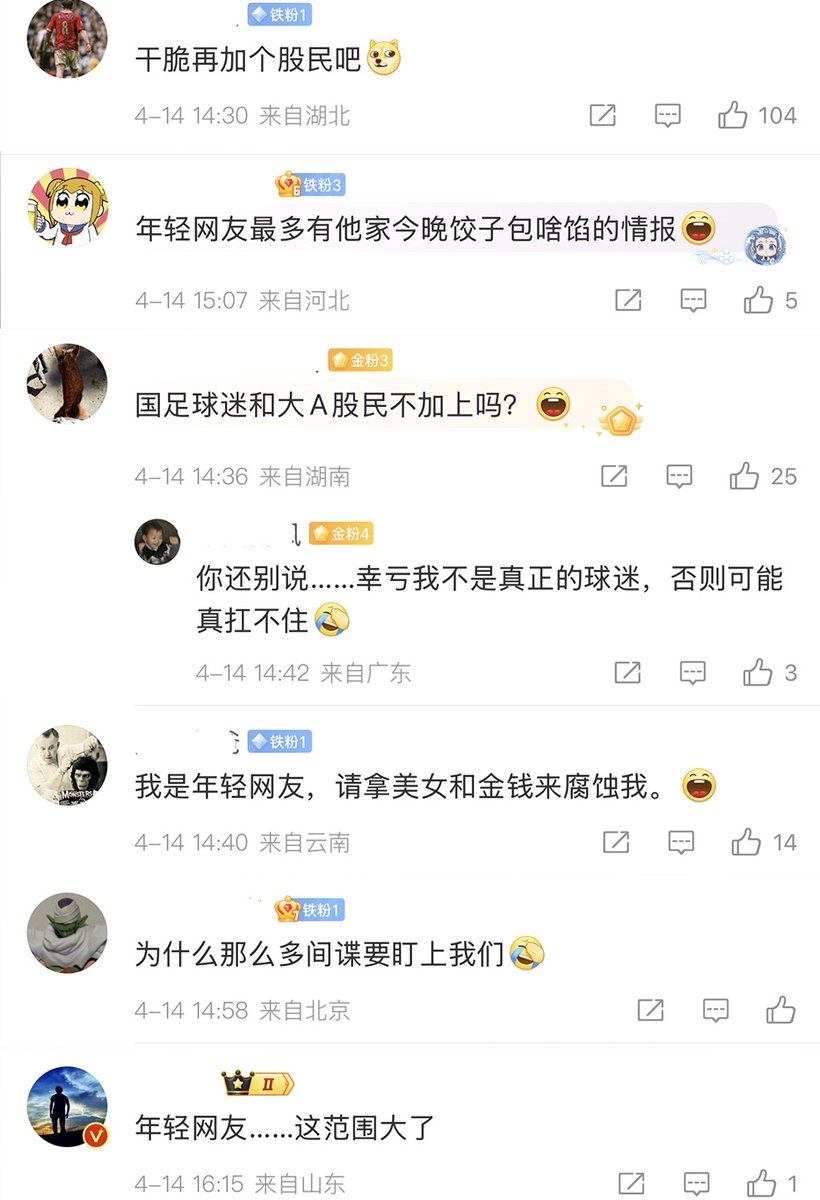 铁粉1
干脆再加个股民吧
4-14 14:30 来自湖北
104
6 铁粉3
年轻网友最多有他家今晚饺子包啥馅的情报
4-14 15:07 来自河北
5
金粉3
国足球迷和大A股民不加上吗？
4-14 14:36 来自湖南
25
金粉4
你还别说……幸亏我不是真正的球迷，否则可能
真扛不住
4-14 14:42 来自广东
3
铁粉1
MONSTERS
我是年轻网友，请拿美女和金钱来腐蚀我。
4-14 14:40 来自云南
14
7 铁粉1
为什么那么多间谍要盯上我们
4-14 14:58 来自北京
II
年轻网友……这范围大了
4-14 16:15 来自山东
1